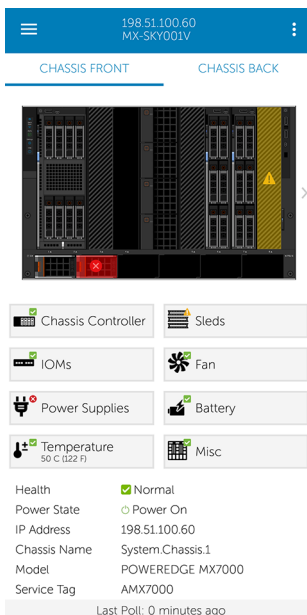 198.51.100.60
MX-SKY001V
CHASSIS FRONT
CHASSIS BACK
Chassis Controller
Sleds
IOMs
Fan
Power Supplies
Battery
Temperature
50 C (122 F)
Misc
Health Normal
Power State Power On
IP Address 198.51.100.60
Chassis Name System.Chassis.1
Model POWEREDGE MX7000
Service Tag AMX7000
Last Poll: 0 minutes ago